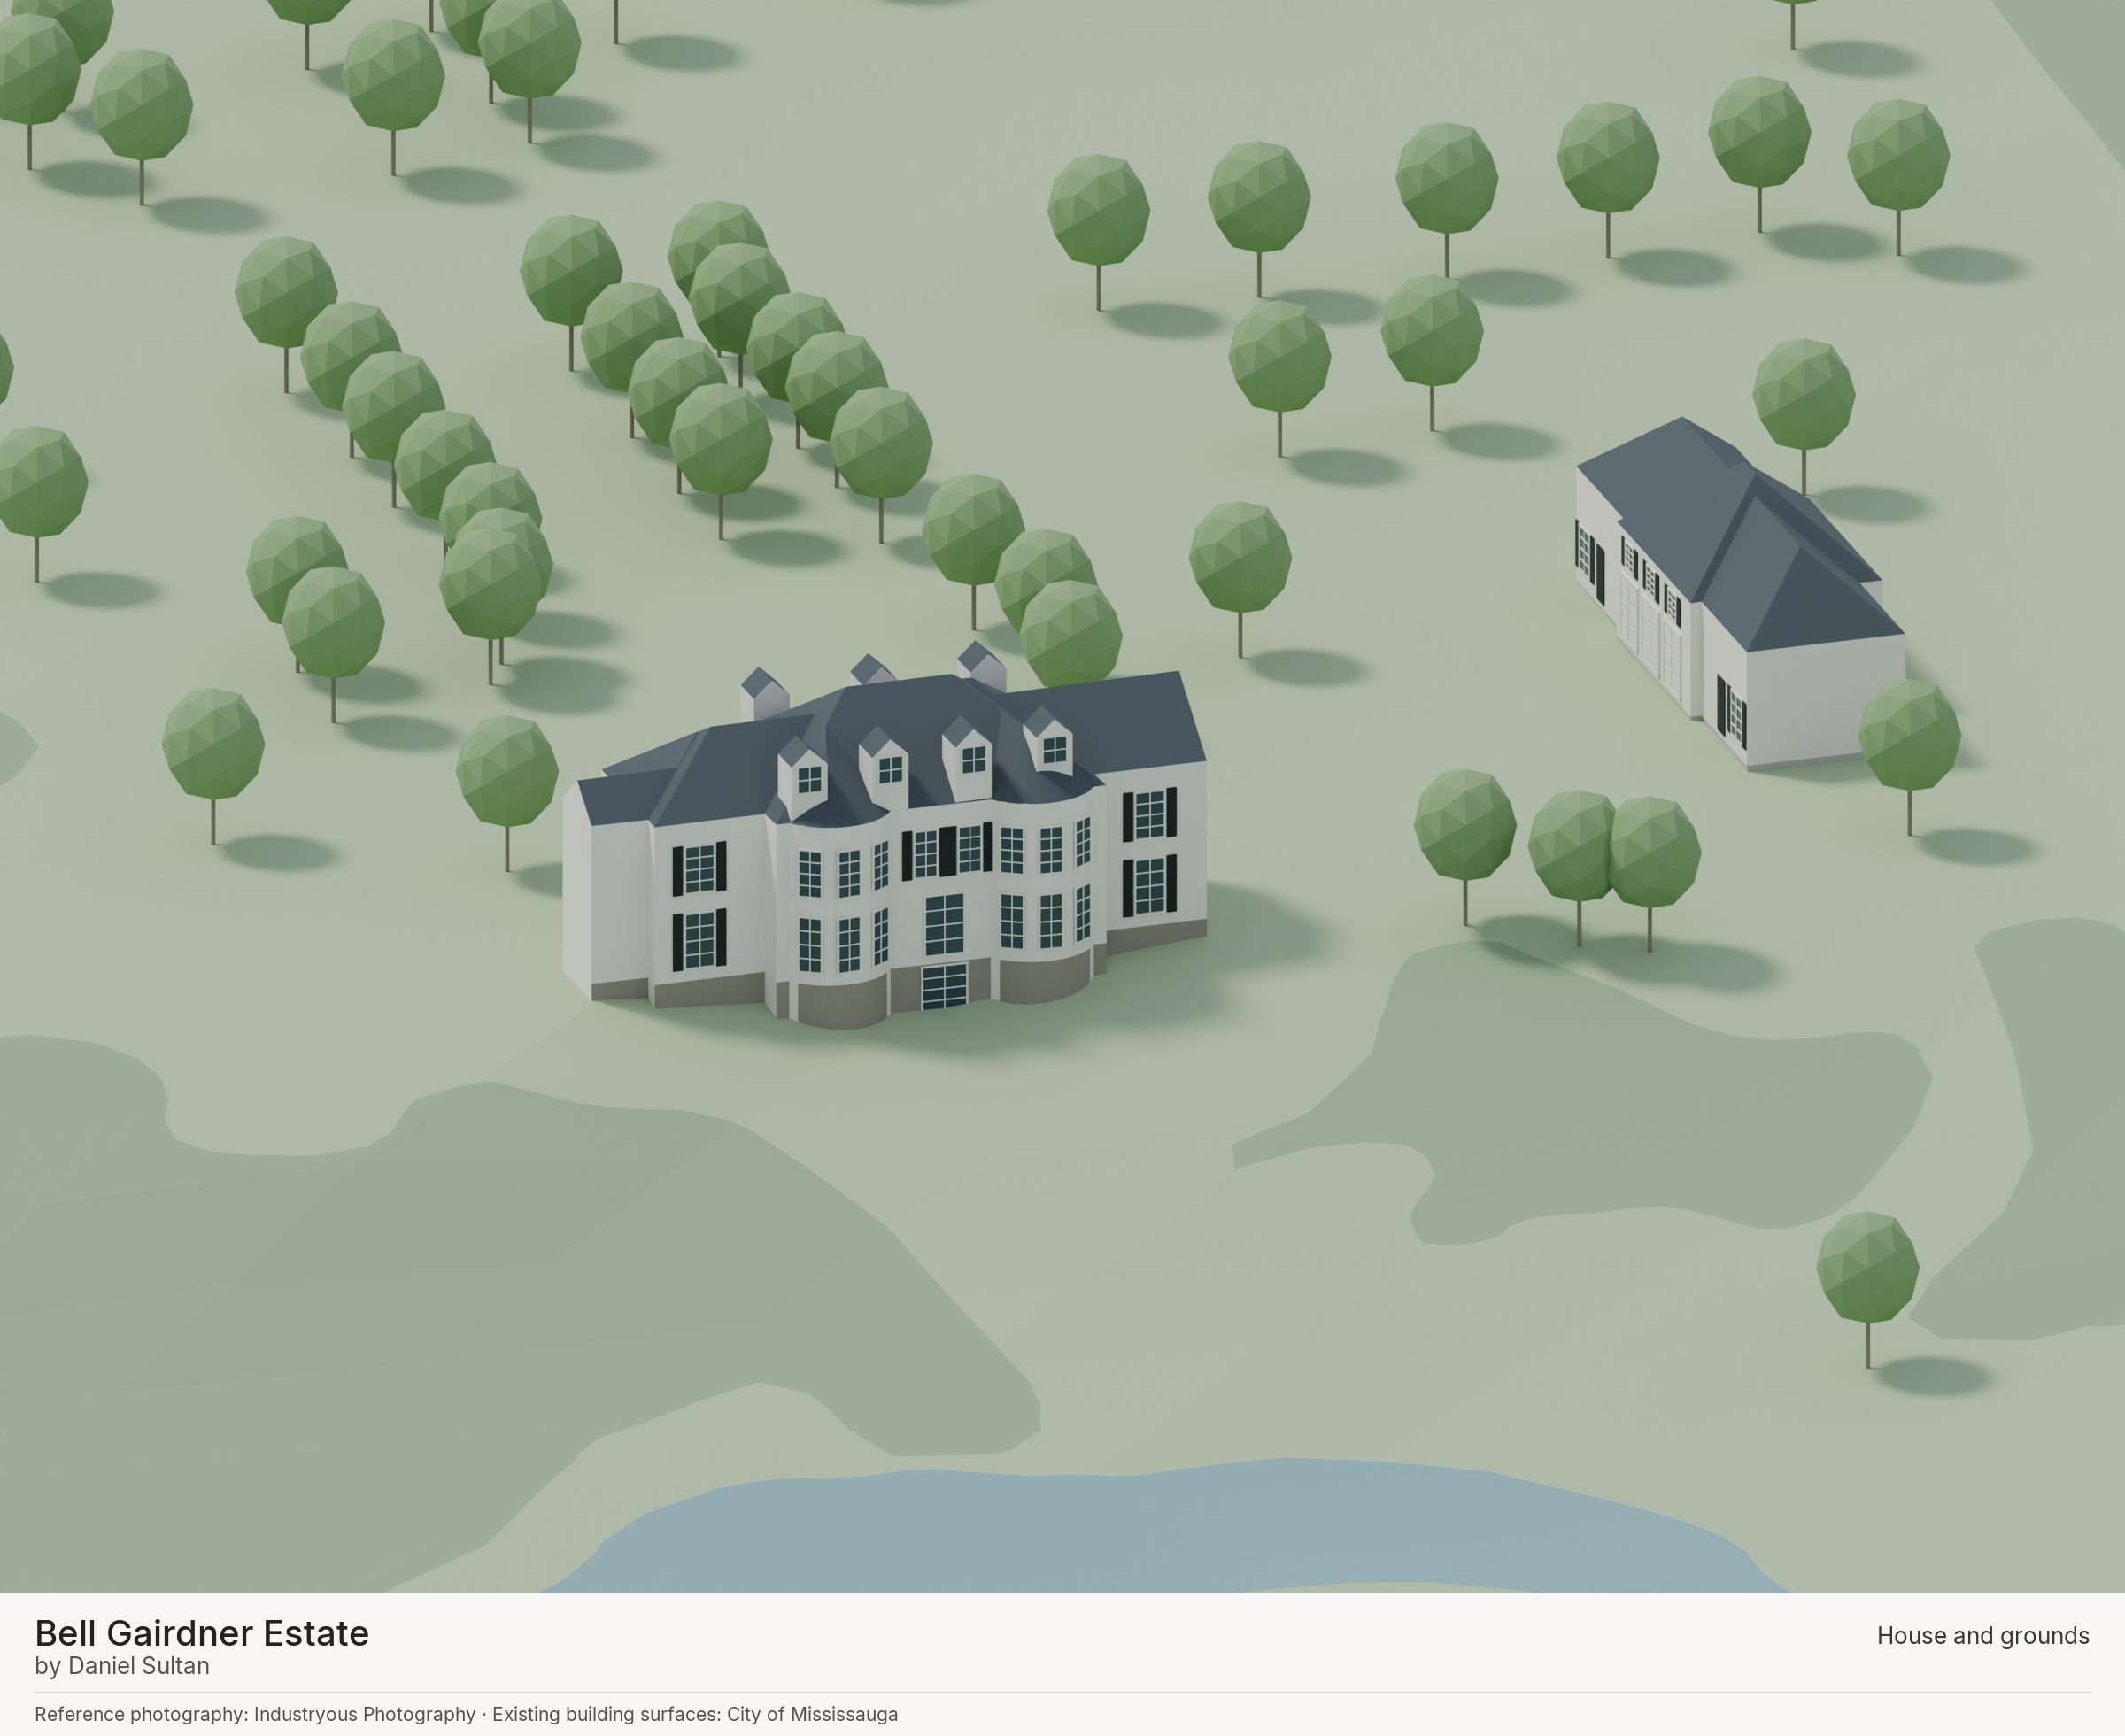 Bell Gairdner Estate
House and grounds
by Daniel Sultan
Reference photography: Industryous Photography · Existing building surfaces: City of Mississauga